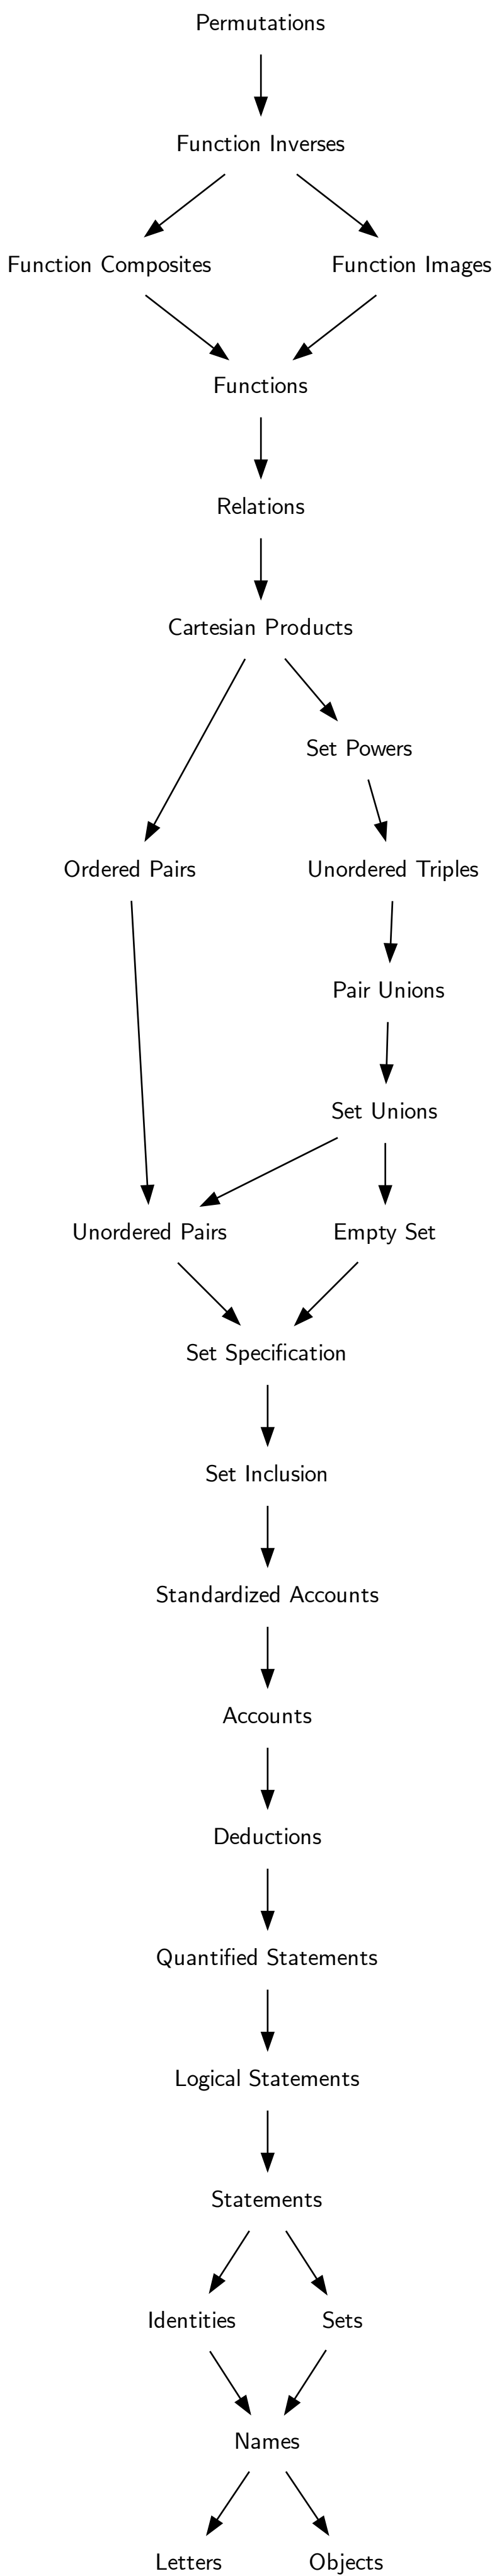 Permutations
Function Inverses
Function Composites
Function Images
Functions
Relations
Cartesian Products
Set Powers
Ordered Pairs
Unordered Triples
Pair Unions
Set Unions
Unordered Pairs
Empty Set
Set Specification
Set Inclusion
Standardized Accounts
Accounts
Deductions
Quantified Statements
Logical Statements
Statements
Identities
Sets
Names
Letters
Objects